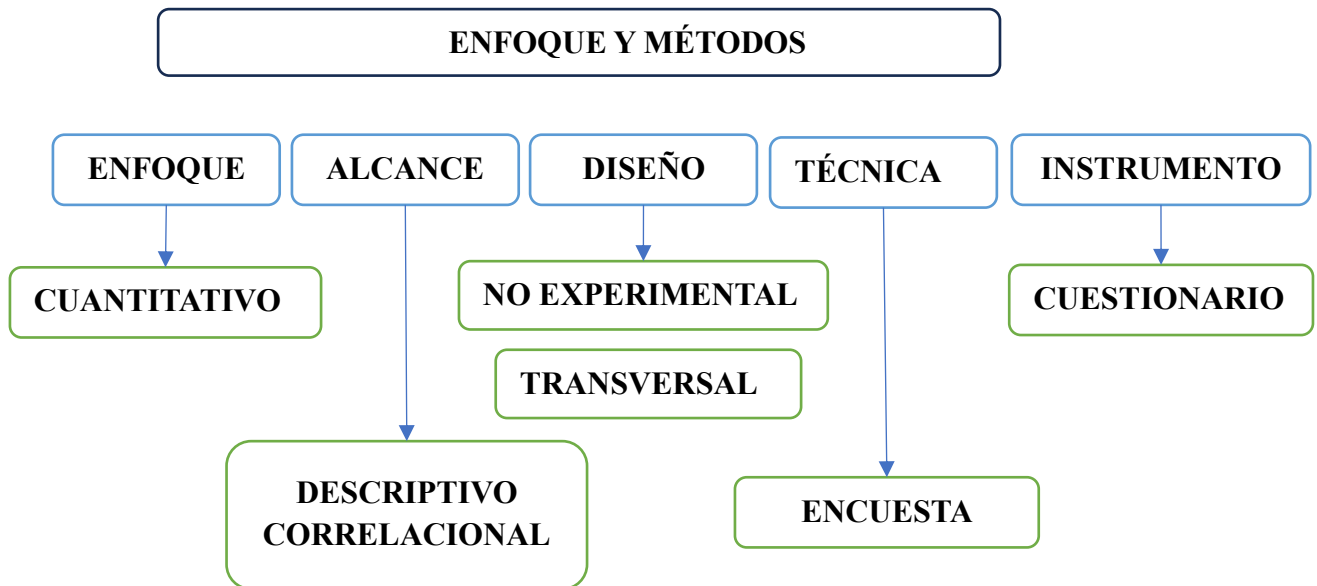 ENFOQUE Y MÉTODOS
ENFOQUE
ALCANCE
DISEÑO
TÉCNICA
INSTRUMENTO
CUANTITATIVO
NO EXPERIMENTAL
CUESTIONARIO
TRANSVERSAL
DESCRIPTIVO
CORRELACIONAL
ENCUESTA